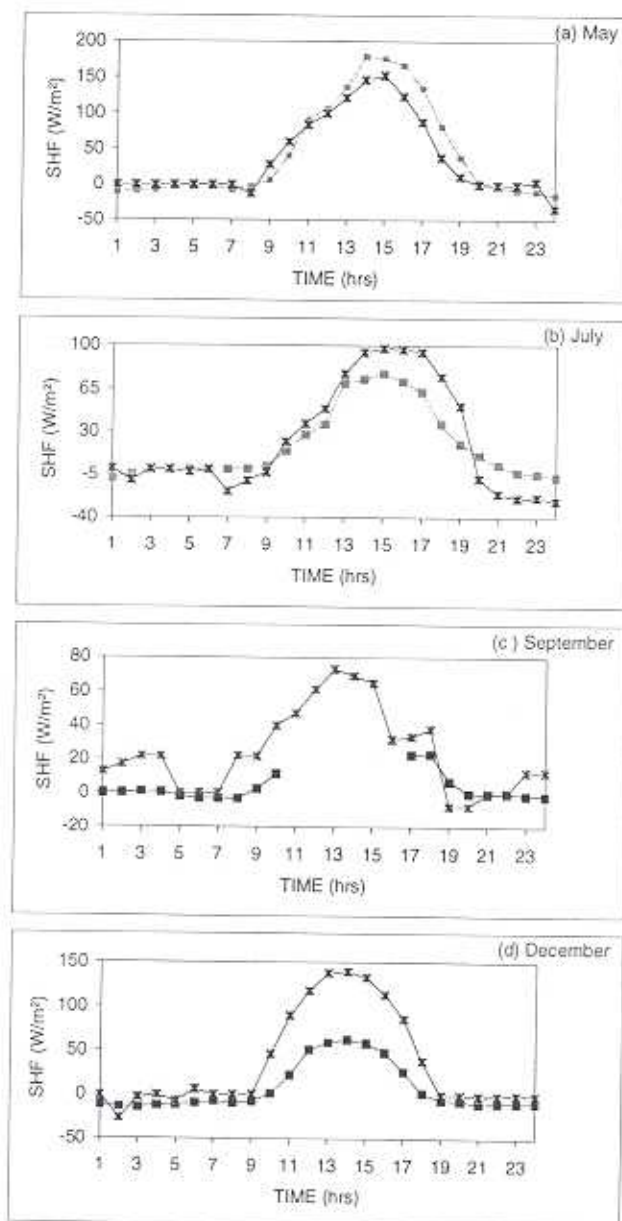 (a) May
200
150
100
50
0
-50
SHF (W/m²)
1 3 5 7 9 11 13 15 17 19 21 23
TIME (hrs)
(b) July
100
65
30
-5
-40
SHF (W/m²)
1 3 5 7 9 11 13 15 17 19 21 23
TIME (hrs)
(c ) September
80
60
40
20
0
-20
SHF (W/m²)
1 3 5 7 9 11 13 15 17 19 21 23
TIME (hrs)
(d) December
150
100
50
0
-50
SHF (W/m²)
1 3 5 7 9 11 13 15 17 19 21 23
TIME (hrs)